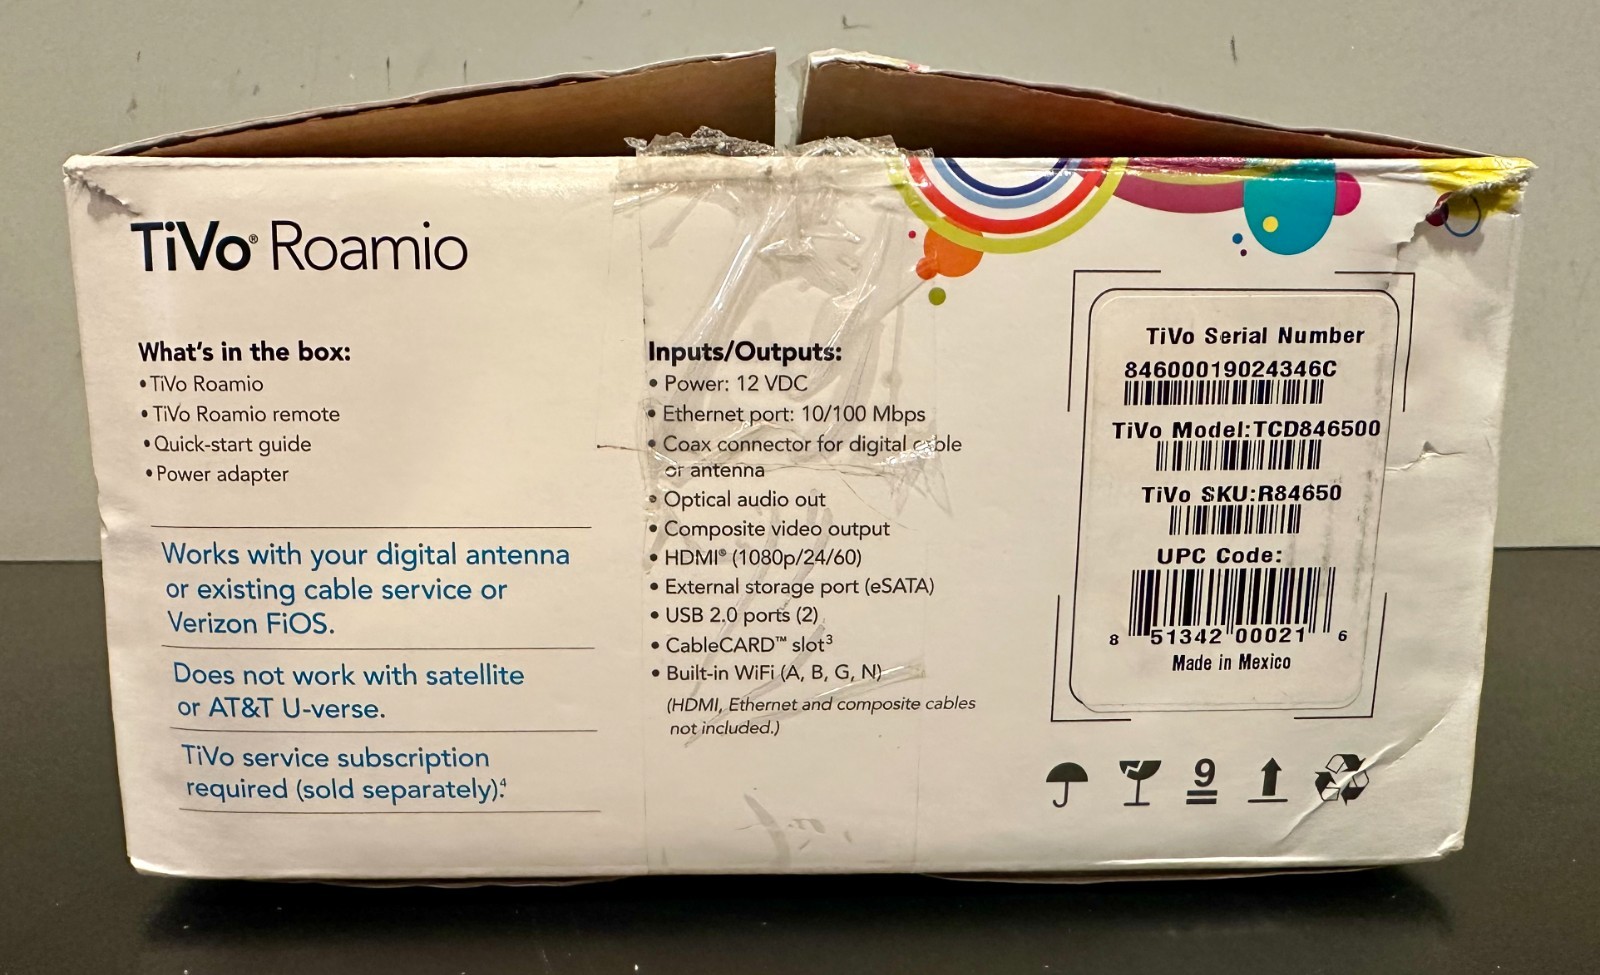 TiVo® Roamio
What's in the box:
• TiVo Roamio
• TiVo Roamio remote
• Quick-start guide
• Power adapter
Works with your digital antenna
or existing cable service or
Verizon FiOS.
Does not work with satellite
or AT&T U-verse.
TiVo service subscription
required (sold separately).⁴
Inputs/Outputs:
• Power: 12 VDC
• Ethernet port: 10/100 Mbps
• Coax connector for digital cable
or antenna
• Optical audio out
• Composite video output
• HDMI® (1080p/24/60)
• External storage port (eSATA)
• USB 2.0 ports (2)
• CableCARD™ slot³
• Built-in WiFi (A, B, G, N)
(HDMI, Ethernet and composite cables
not included.)
TiVo Serial Number
84600019024346C
TiVo Model:TCD846500
TiVo SKU:R84650
UPC Code:
8 51342 00021 6
Made in Mexico
9